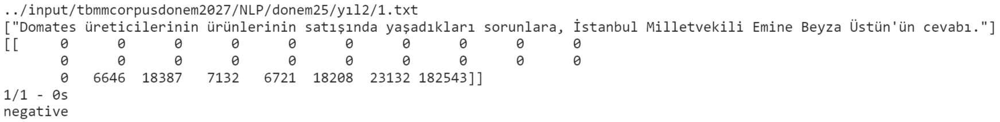 ../input/tbmmcorpusdonem2027/NLP/donem25/yıl2/1.txt
["Domates üreticilerinin ürünlerinin satışında yaşadıkları sorunlara, İstanbul Milletvekili Emine Beyza Üstün'ün cevabı."]
[[ 0 0 0 0 0 0 0 0 0 0
0 0 0 0 0 0 0 0 0 0
0 6646 18387 7132 6721 18208 23132 182543]]
1/1 - 0s
negative